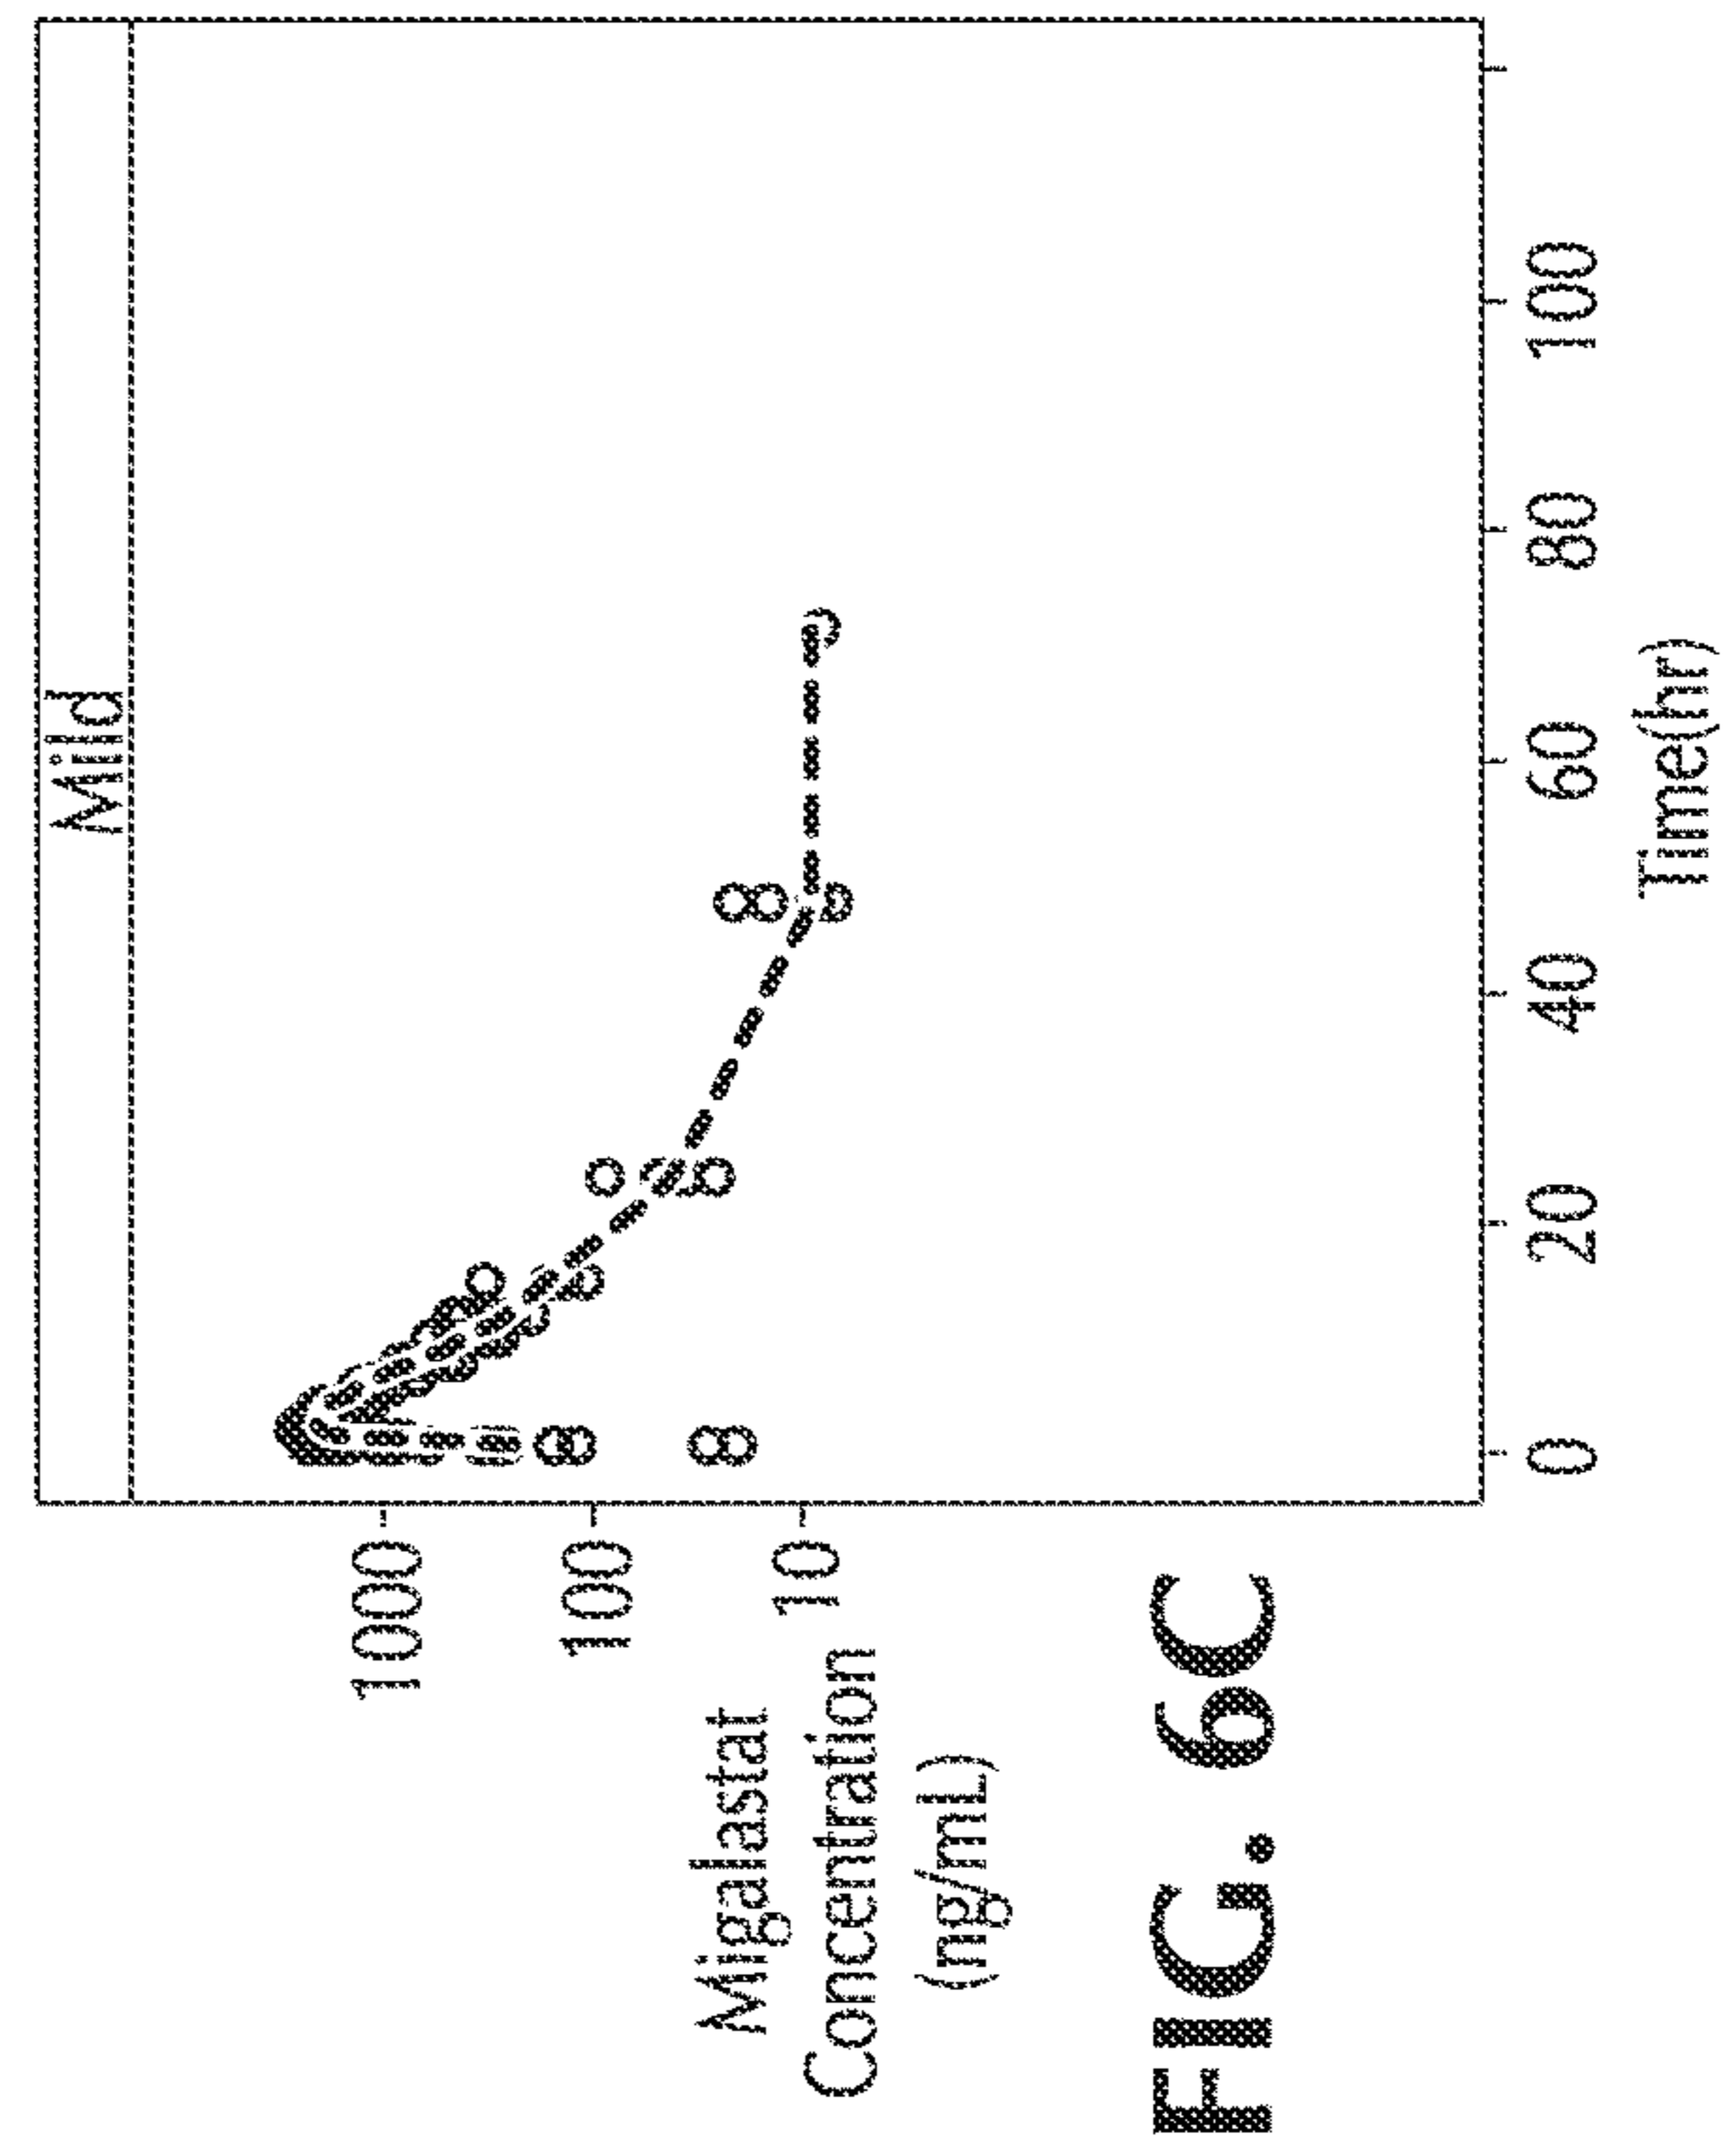 Mild
1000
100
10
Migalastat
Concentration
(ng/mL)
0 20 40 60 80 100
Time(hr)
FIG. 6C